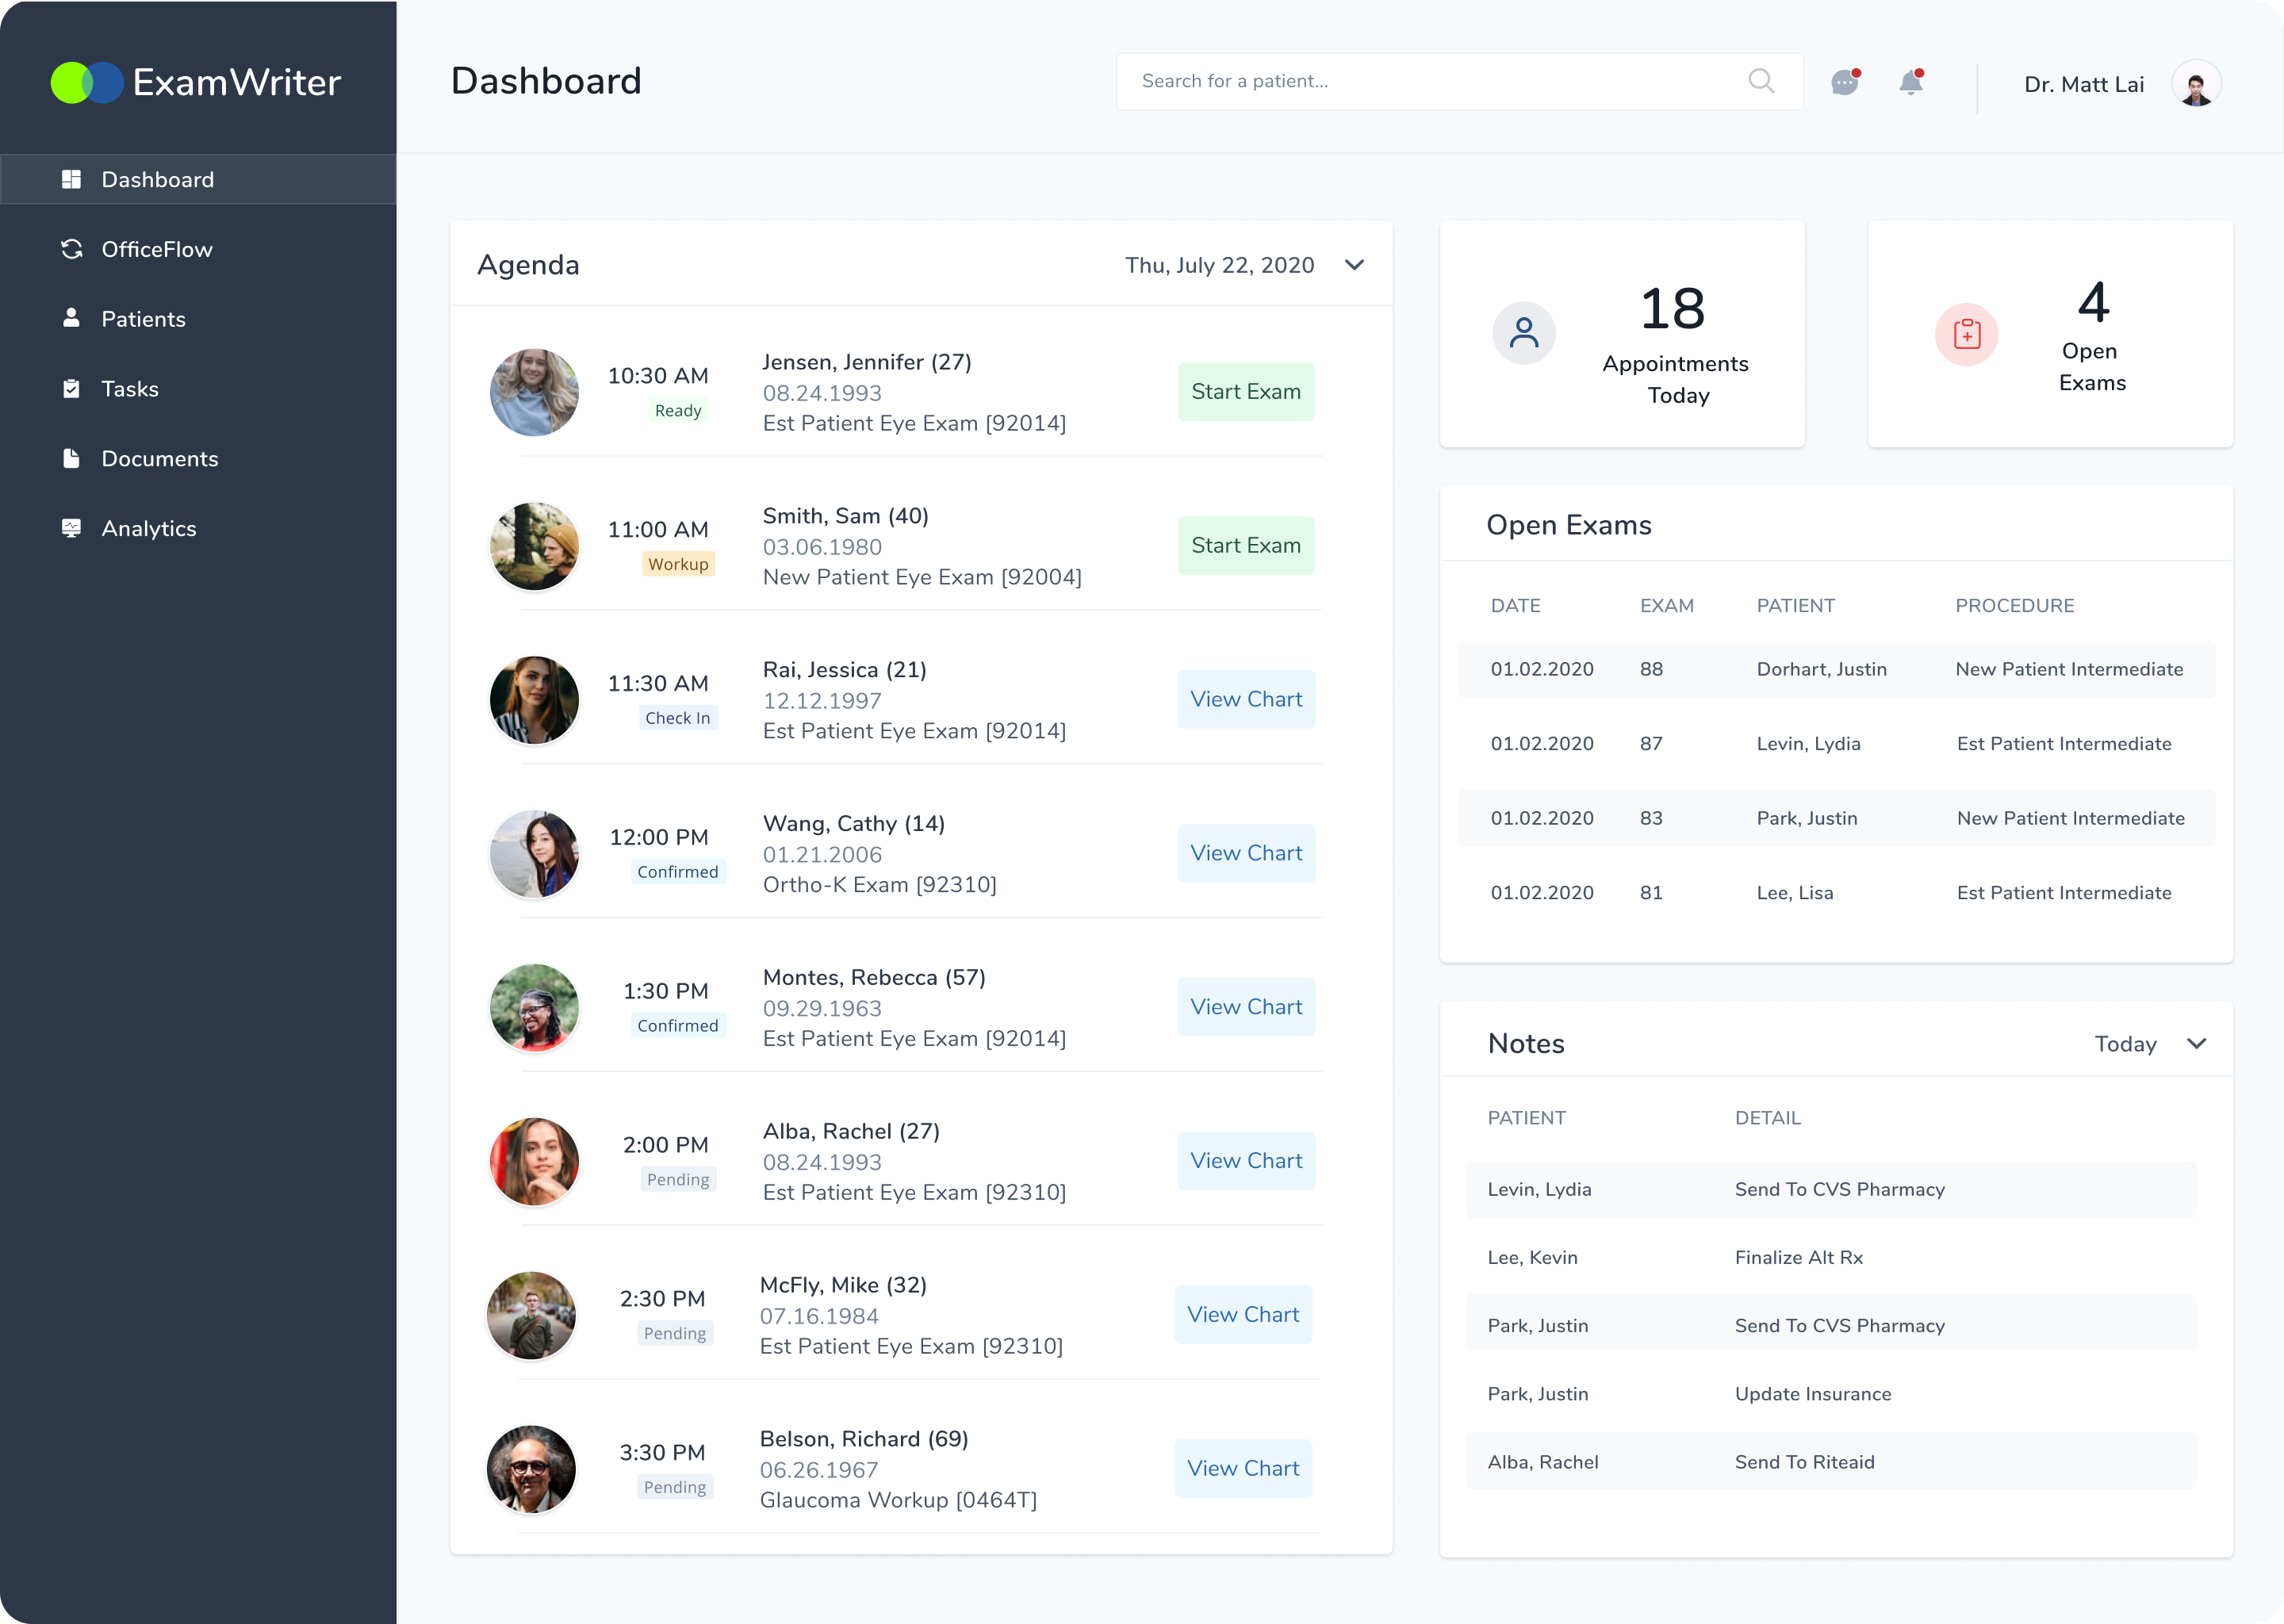 ExamWriter
Dashboard
OfficeFlow
Patients
Tasks
Documents
Analytics
Dashboard
Search for a patient...
Dr. Matt Lai
Agenda
Thu, July 22, 2020
10:30 AM
Ready
Jensen, Jennifer (27)
08.24.1993
Est Patient Eye Exam [92014]
Start Exam
11:00 AM
Workup
Smith, Sam (40)
03.06.1980
New Patient Eye Exam [92004]
Start Exam
11:30 AM
Check In
Rai, Jessica (21)
12.12.1997
Est Patient Eye Exam [92014]
View Chart
12:00 PM
Confirmed
Wang, Cathy (14)
01.21.2006
Ortho-K Exam [92310]
View Chart
1:30 PM
Confirmed
Montes, Rebecca (57)
09.29.1963
Est Patient Eye Exam [92014]
View Chart
2:00 PM
Pending
Alba, Rachel (27)
08.24.1993
Est Patient Eye Exam [92310]
View Chart
2:30 PM
Pending
McFly, Mike (32)
07.16.1984
Est Patient Eye Exam [92310]
View Chart
3:30 PM
Pending
Belson, Richard (69)
06.26.1967
Glaucoma Workup [0464T]
View Chart
18
Appointments
Today
4
Open
Exams
Open Exams
DATE EXAM PATIENT PROCEDURE
01.02.2020 88 Dorhart, Justin New Patient Intermediate
01.02.2020 87 Levin, Lydia Est Patient Intermediate
01.02.2020 83 Park, Justin New Patient Intermediate
01.02.2020 81 Lee, Lisa Est Patient Intermediate
Notes
Today
PATIENT DETAIL
Levin, Lydia Send To CVS Pharmacy
Lee, Kevin Finalize Alt Rx
Park, Justin Send To CVS Pharmacy
Park, Justin Update Insurance
Alba, Rachel Send To Riteaid